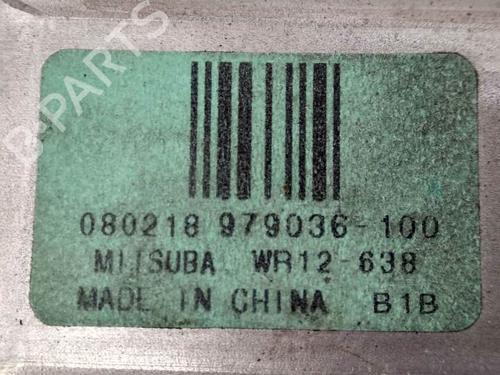 B-PARTS
080218 979036-100
MITSUBA WR12-638
MADE IN CHINA B1B